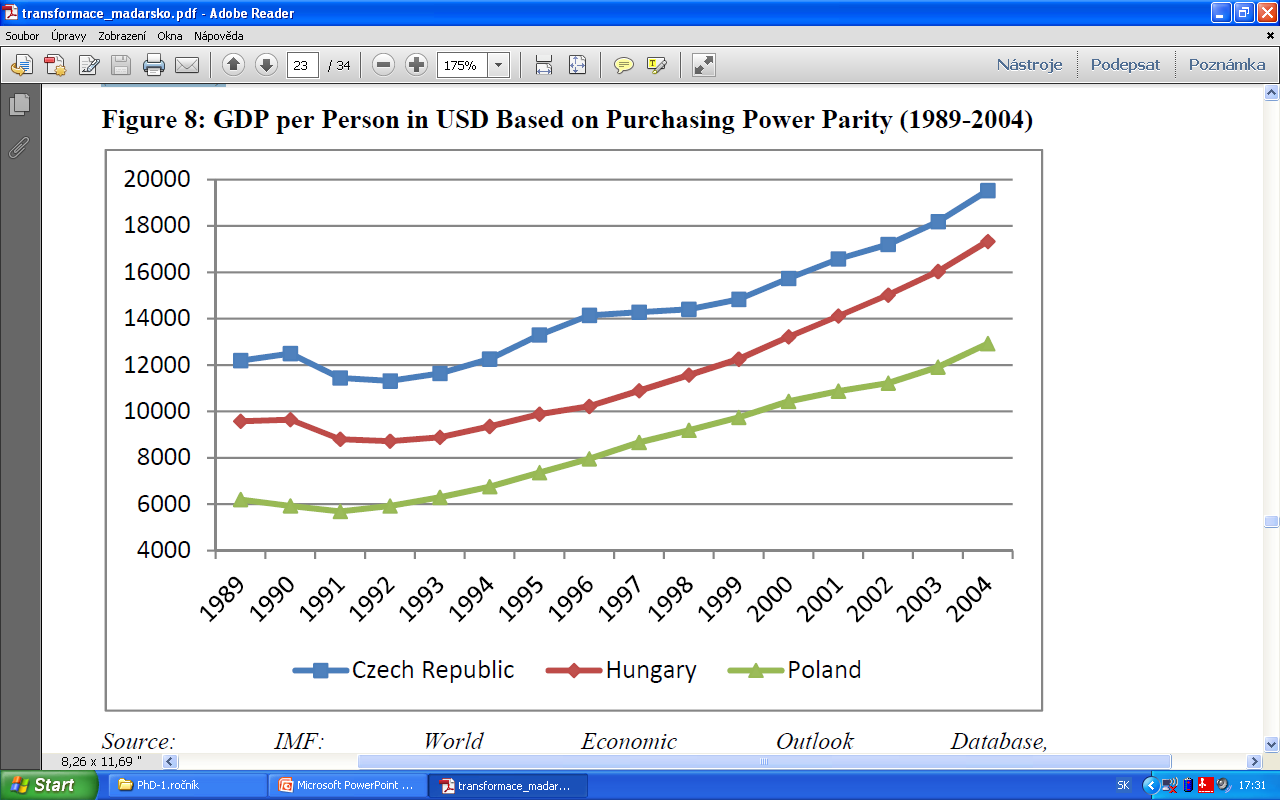 transformace_madarsko.pdf - Adobe Reader
Soubor Úpravy Zobrazení Okna Nápověda
23 / 34 175% Nástroje Podepsat Poznámka
Figure 8: GDP per Person in USD Based on Purchasing Power Parity (1989-2004)
20000
18000
16000
14000
12000
10000
8000
6000
4000
1989 1990 1991 1992 1993 1994 1995 1996 1997 1998 1999 2000 2001 2002 2003 2004
Czech Republic Hungary Poland
Source: IMF: World Economic Outlook Database,
8,26 x 11,69 "
Start PhD-1.ročník Microsoft PowerPoint ... transformace_madar... SK 17:31